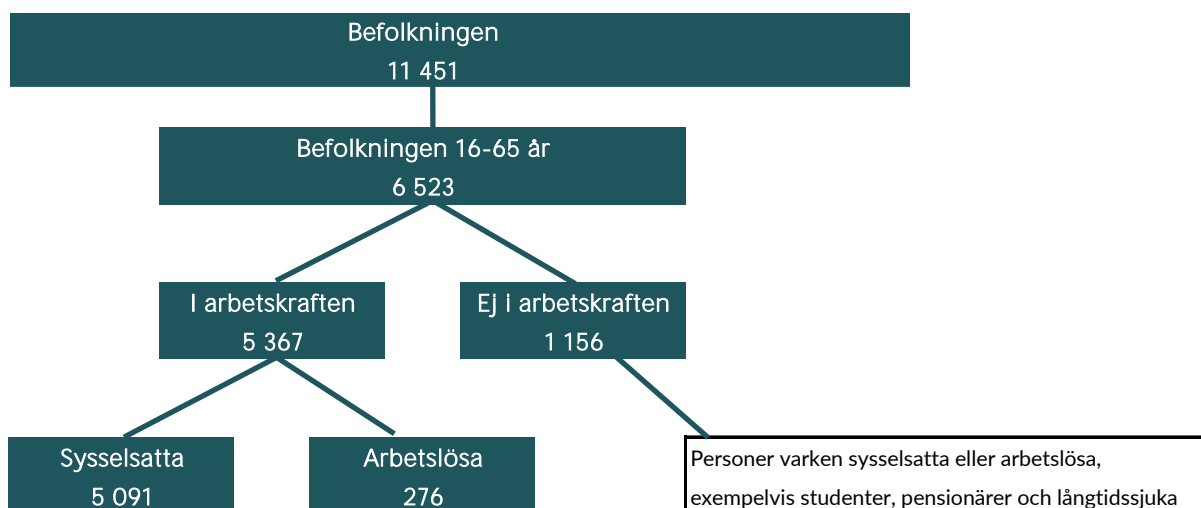 Befolkningen
11 451
Befolkningen 16-65 år
6 523
I arbetskraften
5 367
Ej i arbetskraften
1 156
Sysselsatta
5 091
Arbetslösa
276
Personer varken sysselsatta eller arbetslösa,
exempelvis studenter, pensionärer och långtidssjuka